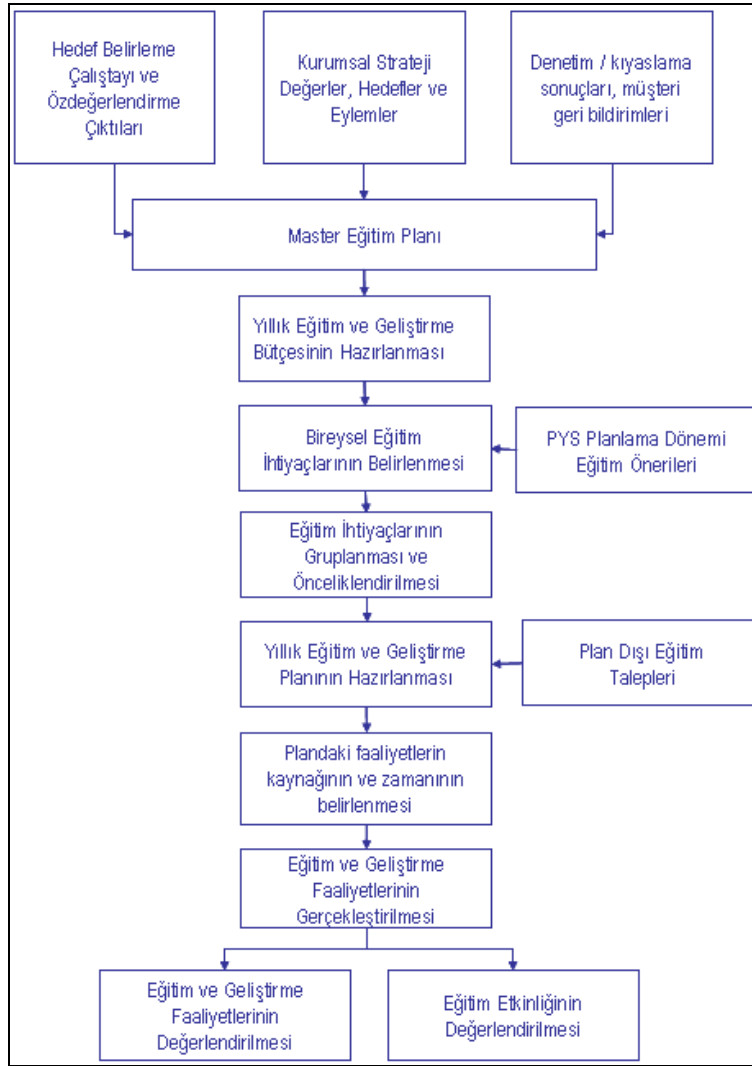 Hedef Belirleme
Çalıştayı ve
Özdeğerlendirme
Çıktıları
Kurumsal Strateji
Değerler, Hedefler ve
Eylemler
Denetim / kıyaslama
sonuçları, müşteri
geri bildirimleri
Master Eğitim Planı
Yıllık Eğitim ve Geliştirme
Bütçesinin Hazırlanması
Bireysel Eğitim
İhtiyaçlarının Belirlenmesi
PYS Planlama Dönemi
Eğitim Önerileri
Eğitim İhtiyaçlarının
Gruplanması ve
Önceliklendirilmesi
Yıllık Eğitim ve Geliştirme
Planının Hazırlanması
Plan Dışı Eğitim
Talepleri
Plandaki faaliyetlerin
kaynağının ve zamanının
belirlenmesi
Eğitim ve Geliştirme
Faaliyetlerinin
Gerçekleştirilmesi
Eğitim ve Geliştirme
Faaliyetlerinin
Değerlendirilmesi
Eğitim Etkinliğinin
Değerlendirilmesi